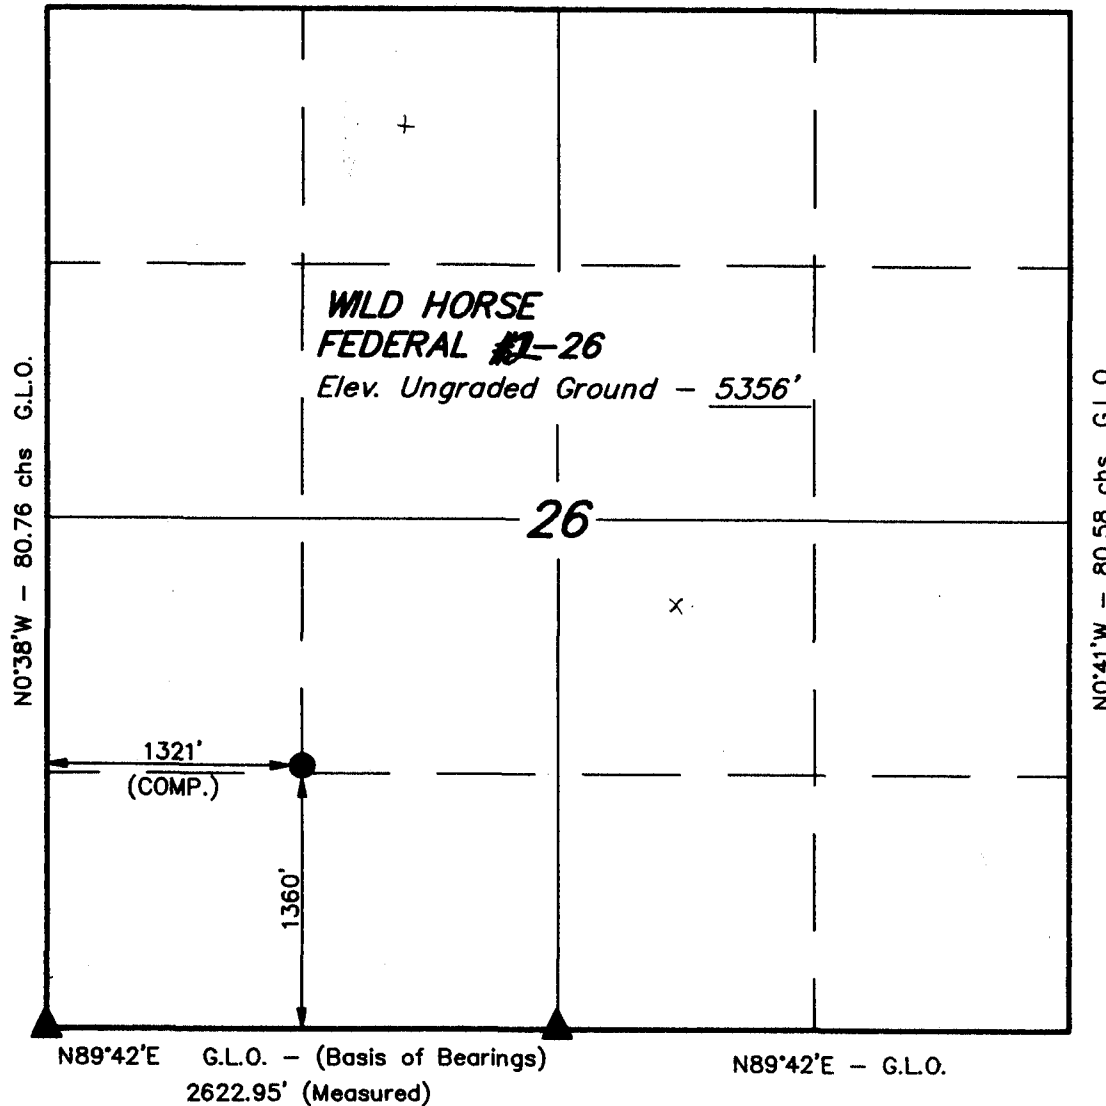 WILD HORSE
FEDERAL -26
Elev. Ungraded Ground – 5356'
N0°38'W – 80.76 chs G.L.O.
26
N0°41'W – 80.58 chs G.L.O.
1321'
(COMP.)
1360'
N89°42'E G.L.O. – (Basis of Bearings)
2622.95' (Measured)
N89°42'E – G.L.O.